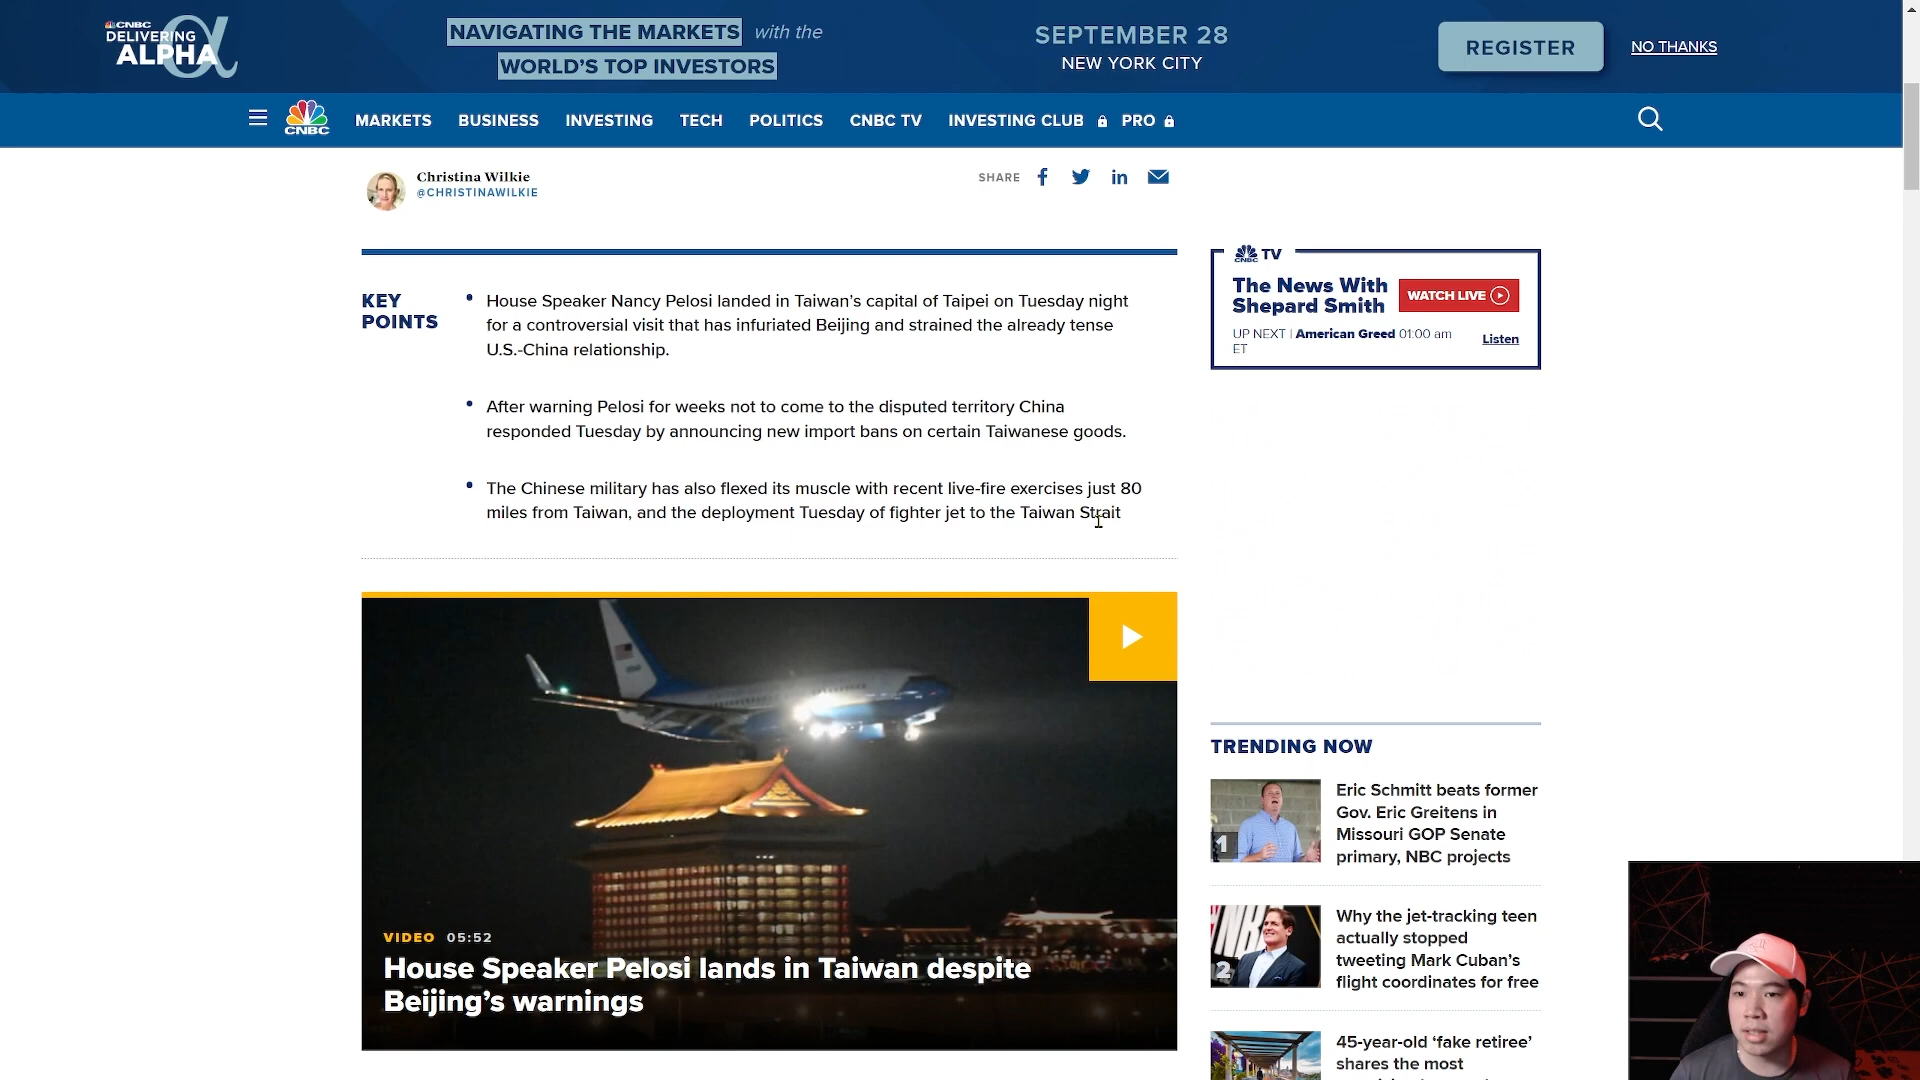 CNBC
DELIVERING
ALPHA
NAVIGATING THE MARKETS with the
WORLD'S TOP INVESTORS
SEPTEMBER 28
NEW YORK CITY
REGISTER
NO THANKS
CNBC
MARKETS
BUSINESS
INVESTING
TECH
POLITICS
CNBC TV
INVESTING CLUB
PRO
Christina Wilkie
@CHRISTINAWILKIE
SHARE
KEY
POINTS
House Speaker Nancy Pelosi landed in Taiwan's capital of Taipei on Tuesday night
for a controversial visit that has infuriated Beijing and strained the already tense
U.S.-China relationship.
After warning Pelosi for weeks not to come to the disputed territory China
responded Tuesday by announcing new import bans on certain Taiwanese goods.
The Chinese military has also flexed its muscle with recent live-fire exercises just 80
miles from Taiwan, and the deployment Tuesday of fighter jet to the Taiwan Strait
VIDEO 05:52
House Speaker Pelosi lands in Taiwan despite
Beijing's warnings
CNBC TV
The News With
Shepard Smith
WATCH LIVE
UP NEXT | American Greed 01:00 am
ET
Listen
TRENDING NOW
1
Eric Schmitt beats former
Gov. Eric Greitens in
Missouri GOP Senate
primary, NBC projects
2
Why the jet-tracking teen
actually stopped
tweeting Mark Cuban's
flight coordinates for free
45-year-old 'fake retiree'
shares the most